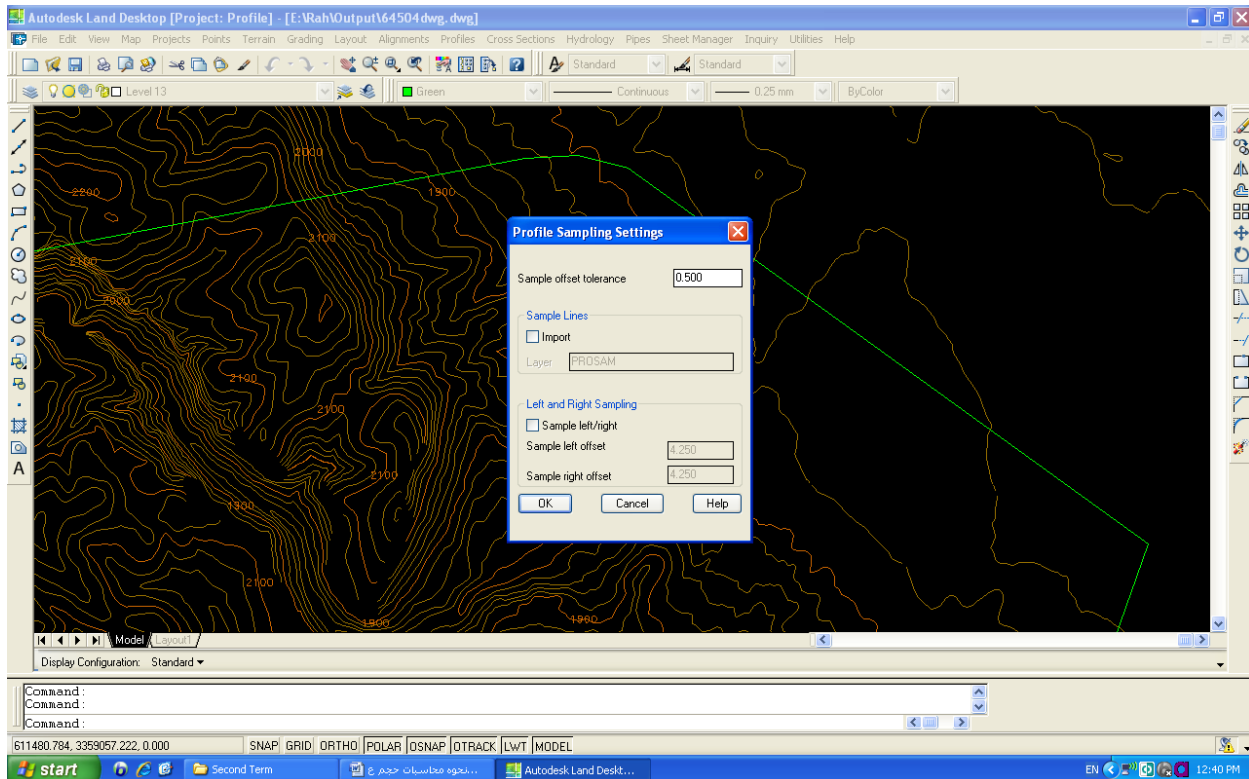 Autodesk Land Desktop [Project: Profile] - [E:\Rah\Output\64504dwg.dwg]
File Edit View Map Projects Points Terrain Grading Layout Alignments Profiles Cross Sections Hydrology Pipes Sheet Manager Inquiry Utilities Help
Standard Standard
Level 13 Green Continuous 0.25 mm ByColor
2000
2200
1900
2100
2100
2000
2100
2100
2100
1900
2100
1900
1900
Profile Sampling Settings
Sample offset tolerance 0.500
Sample Lines
Import
Layer PROSAM
Left and Right Sampling
Sample left/right
Sample left offset 4.250
Sample right offset 4.250
OK Cancel Help
A
Model Layout1
Display Configuration: Standard
Command:
Command:
Command:
611480.784, 3359057.222, 0.000 SNAP GRID ORTHO POLAR OSNAP OTRACK LWT MODEL
start Second Term نحوه محاسبات حجم ع... Autodesk Land Deskt... EN 12:40 PM